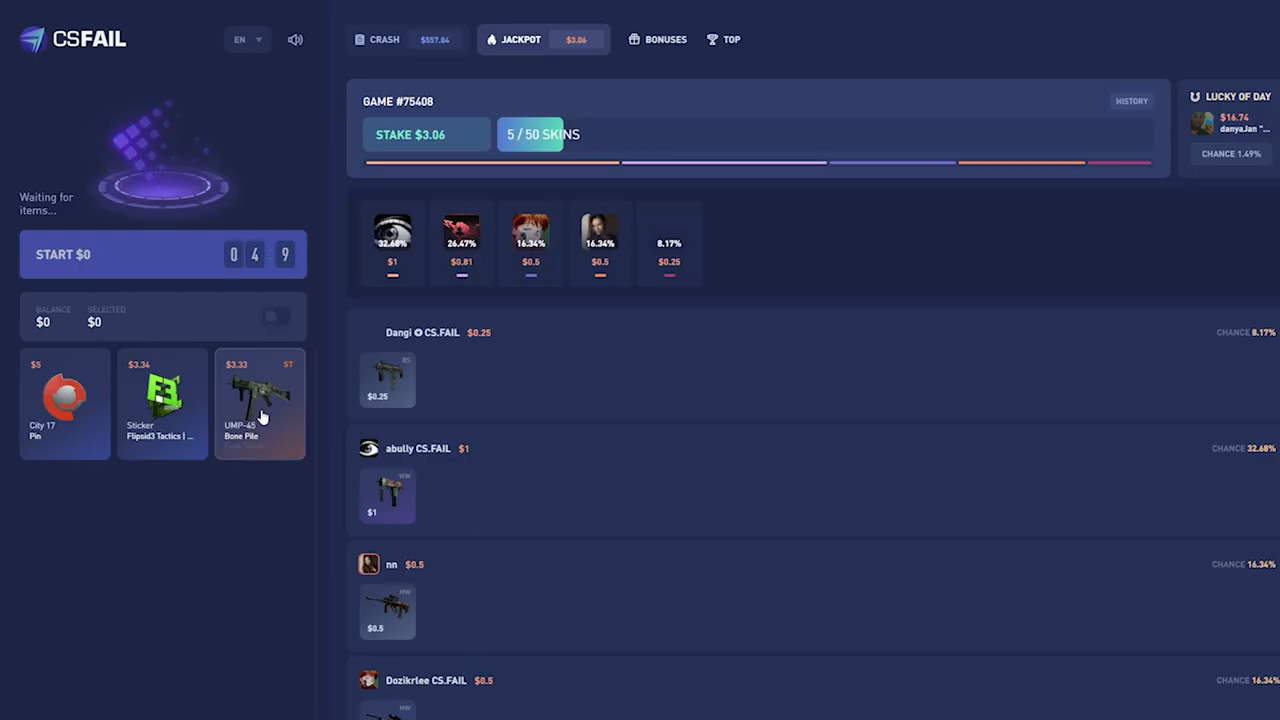 CSFAIL
EN
CRASH $557.84
JACKPOT $3.06
BONUSES
TOP
GAME #75408
HISTORY
STAKE $3.06
5 / 50 SKINS
LUCKY OF DAY
$16.74
danyaJan "...
CHANCE 1.49%
Waiting for
items...
START $0
0 4 : 9
BALANCE SELECTED
$0 $0
$5
City 17
Pin
$3.34
Sticker
Flipsid3 Tactics | ...
$3.33 ST
UMP-45
Bone Pile
32.68% 26.47% 16.34% 16.34% 8.17%
$1 $0.81 $0.5 $0.5 $0.25
Dangi CS.FAIL $0.25
CHANCE 8.17%
BS
$0.25
abully CS.FAIL $1
CHANCE 32.68%
WW
$1
nn $0.5
CHANCE 16.34%
MW
$0.5
Dozikrlee CS.FAIL $0.5
CHANCE 16.34%
MW